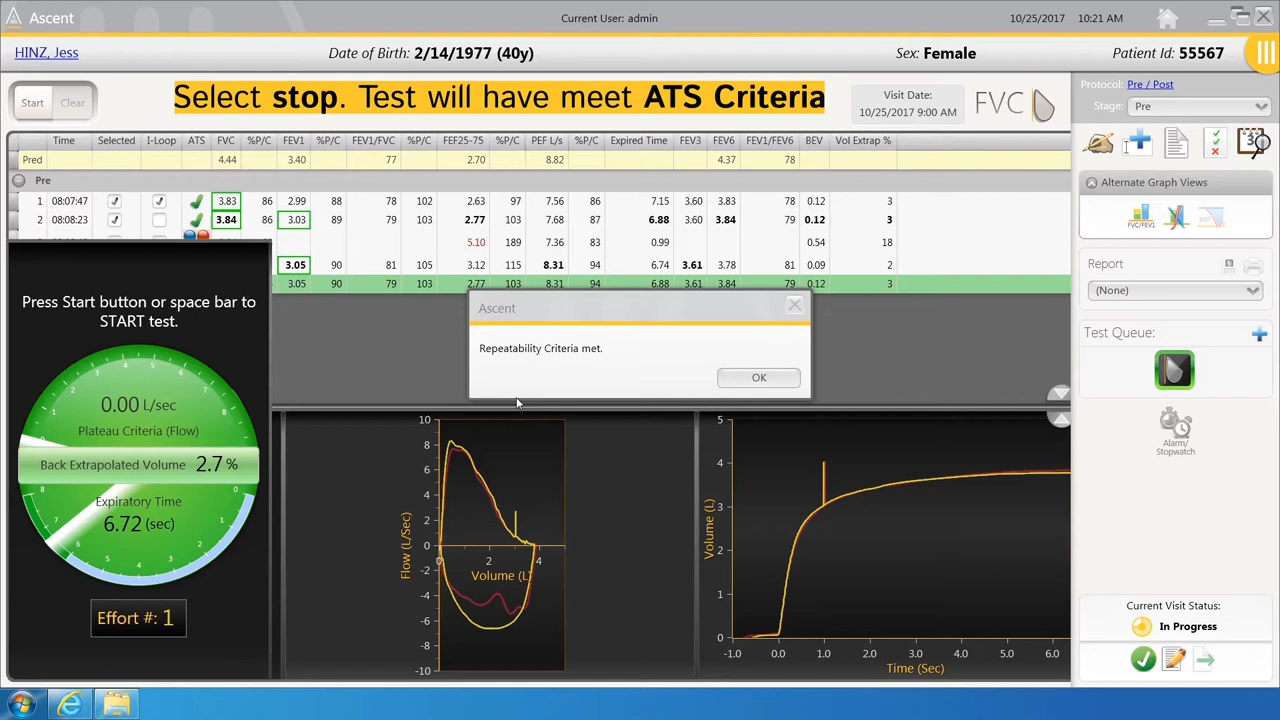 Ascent
Current User: admin
10/25/2017 10:21 AM
HINZ, Jess
Date of Birth: 2/14/1977 (40y)
Sex: Female
Patient Id: 55567
Start Clear
Select stop. Test will have meet ATS Criteria
Visit Date:
10/25/2017 9:00 AM
FVC
Protocol: Pre / Post
Stage: Pre
Time Selected I-Loop ATS FVC %P/C FEV1 %P/C FEV1/FVC %P/C FEF25-75 %P/C PEF L/s %P/C Expired Time FEV3 FEV6 FEV1/FEV6 BEV Vol Extrap %
Pred 4.44 3.40 77 2.70 8.82 4.37 78
Pre
1 08:07:47 3.83 86 2.99 88 78 102 2.63 97 7.56 86 7.15 3.60 3.83 78 0.11 3
2 08:08:23 3.84 86 3.03 89 79 103 2.77 103 7.68 87 6.88 3.60 3.84 79 0.12 3
5.10 189 7.36 83 0.99 0.54 18
3.05 90 81 105 3.12 115 8.31 94 6.74 3.61 3.78 81 0.09 2
3.05 90 79 103 2.77 103 8.31 94 6.88 3.61 3.84 79 0.12 3
Alternate Graph Views
FVC/FEV1
Report
(None)
Test Queue:
Alarm/
Stopwatch
Current Visit Status:
In Progress
Press Start button or space bar to
START test.
0.00 L/sec
Plateau Criteria (Flow)
Back Extrapolated Volume 2.7 %
Expiratory Time
6.72 (sec)
Effort #: 1
Ascent
Repeatability Criteria met.
OK
10
8
6
4
2
0
-2
-4
-6
-8
-10
Flow (L/Sec)
0 2 4
Volume (L)
5
4
3
2
1
0
Volume (L)
-1.0 0.0 1.0 2.0 3.0 4.0 5.0 6.0
Time (Sec)